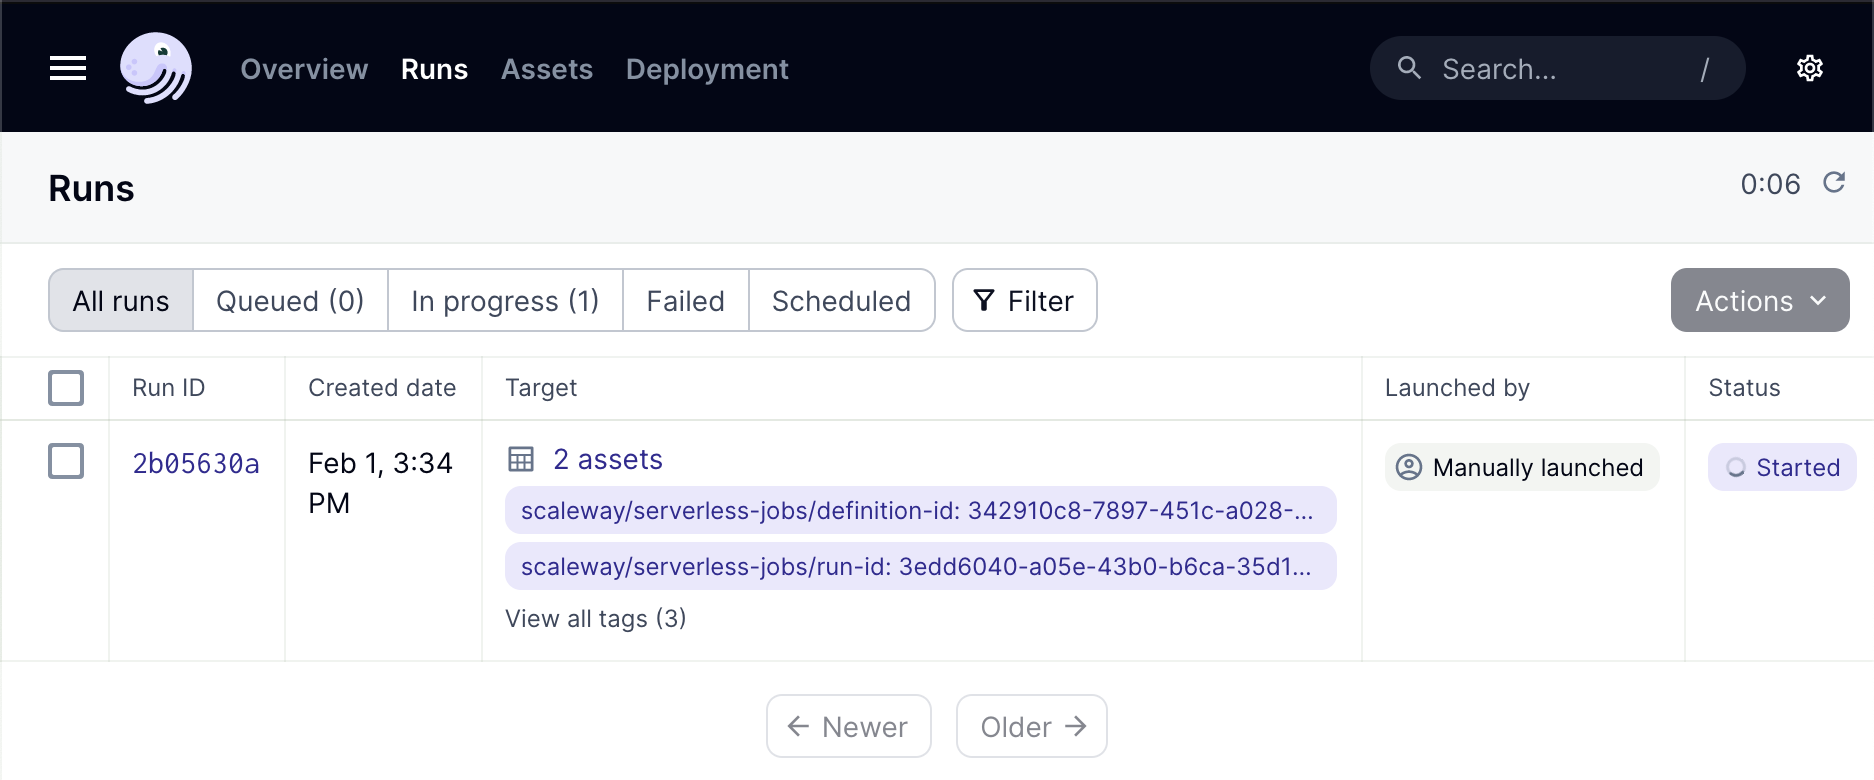 Overview Runs Assets Deployment Search... /
Runs 0:06
All runs Queued (0) In progress (1) Failed Scheduled Filter Actions
Run ID Created date Target Launched by Status
2b05630a Feb 1, 3:34 PM 2 assets Manually launched Started
scaleway/serverless-jobs/definition-id: 342910c8-7897-451c-a028-...
scaleway/serverless-jobs/run-id: 3edd6040-a05e-43b0-b6ca-35d1...
View all tags (3)
← Newer Older →